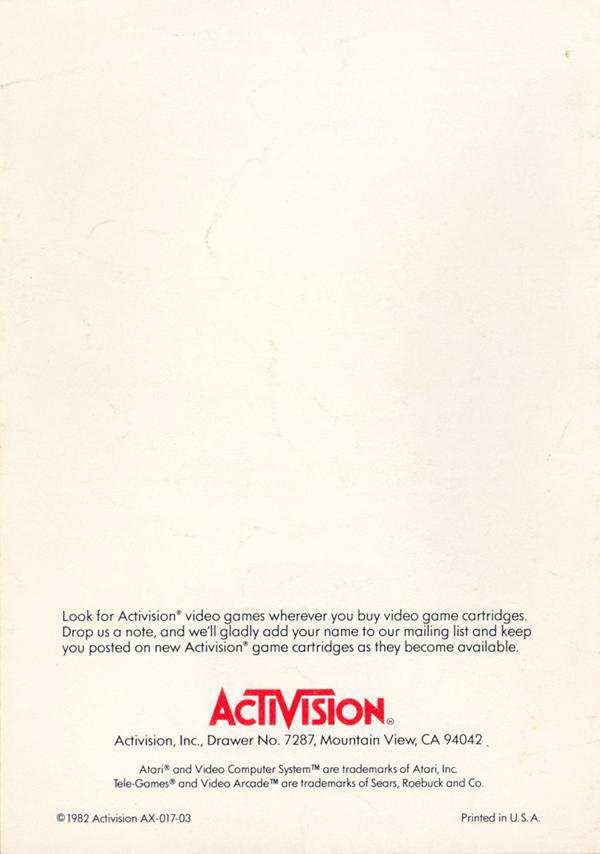 Look for Activision® video games wherever you buy video game cartridges.
Drop us a note, and we'll gladly add your name to our mailing list and keep
you posted on new Activision® game cartridges as they become available.
ACTIVISION®
Activision, Inc., Drawer No. 7287, Mountain View, CA 94042.
Atari® and Video Computer System™ are trademarks of Atari, Inc.
Tele-Games® and Video Arcade™ are trademarks of Sears, Roebuck and Co.
©1982 Activision AX-017-03 Printed in U.S.A.